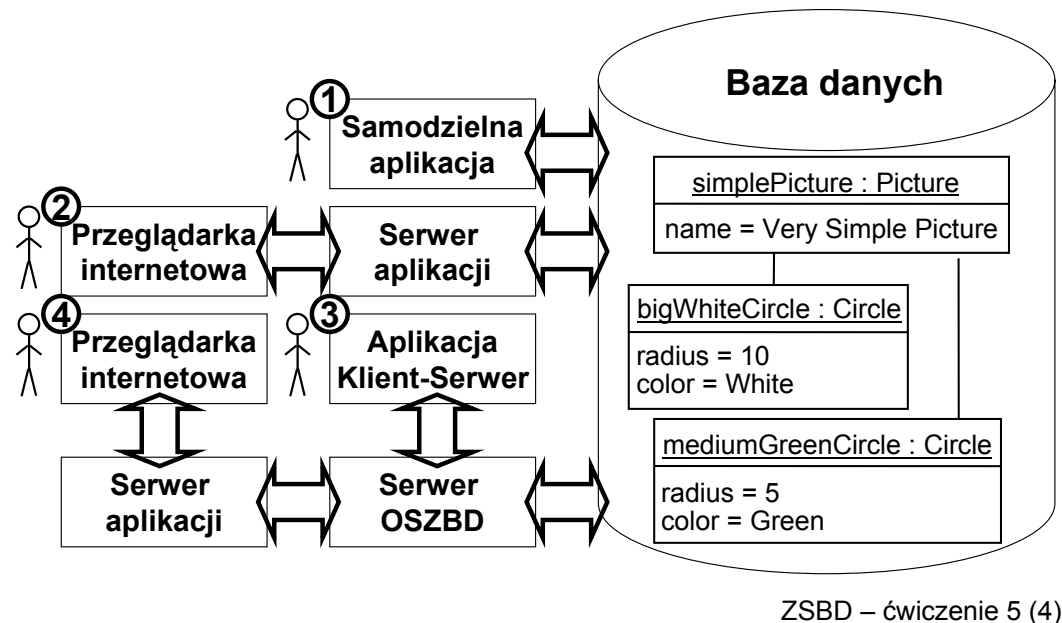 Baza danych
1
Samodzielna
aplikacja
2
Przeglądarka
internetowa
Serwer
aplikacji
4
Przeglądarka
internetowa
3
Aplikacja
Klient-Serwer
Serwer
aplikacji
Serwer
OSZBD
simplePicture : Picture
name = Very Simple Picture
bigWhiteCircle : Circle
radius = 10
color = White
mediumGreenCircle : Circle
radius = 5
color = Green
ZSBD – ćwiczenie 5 (4)